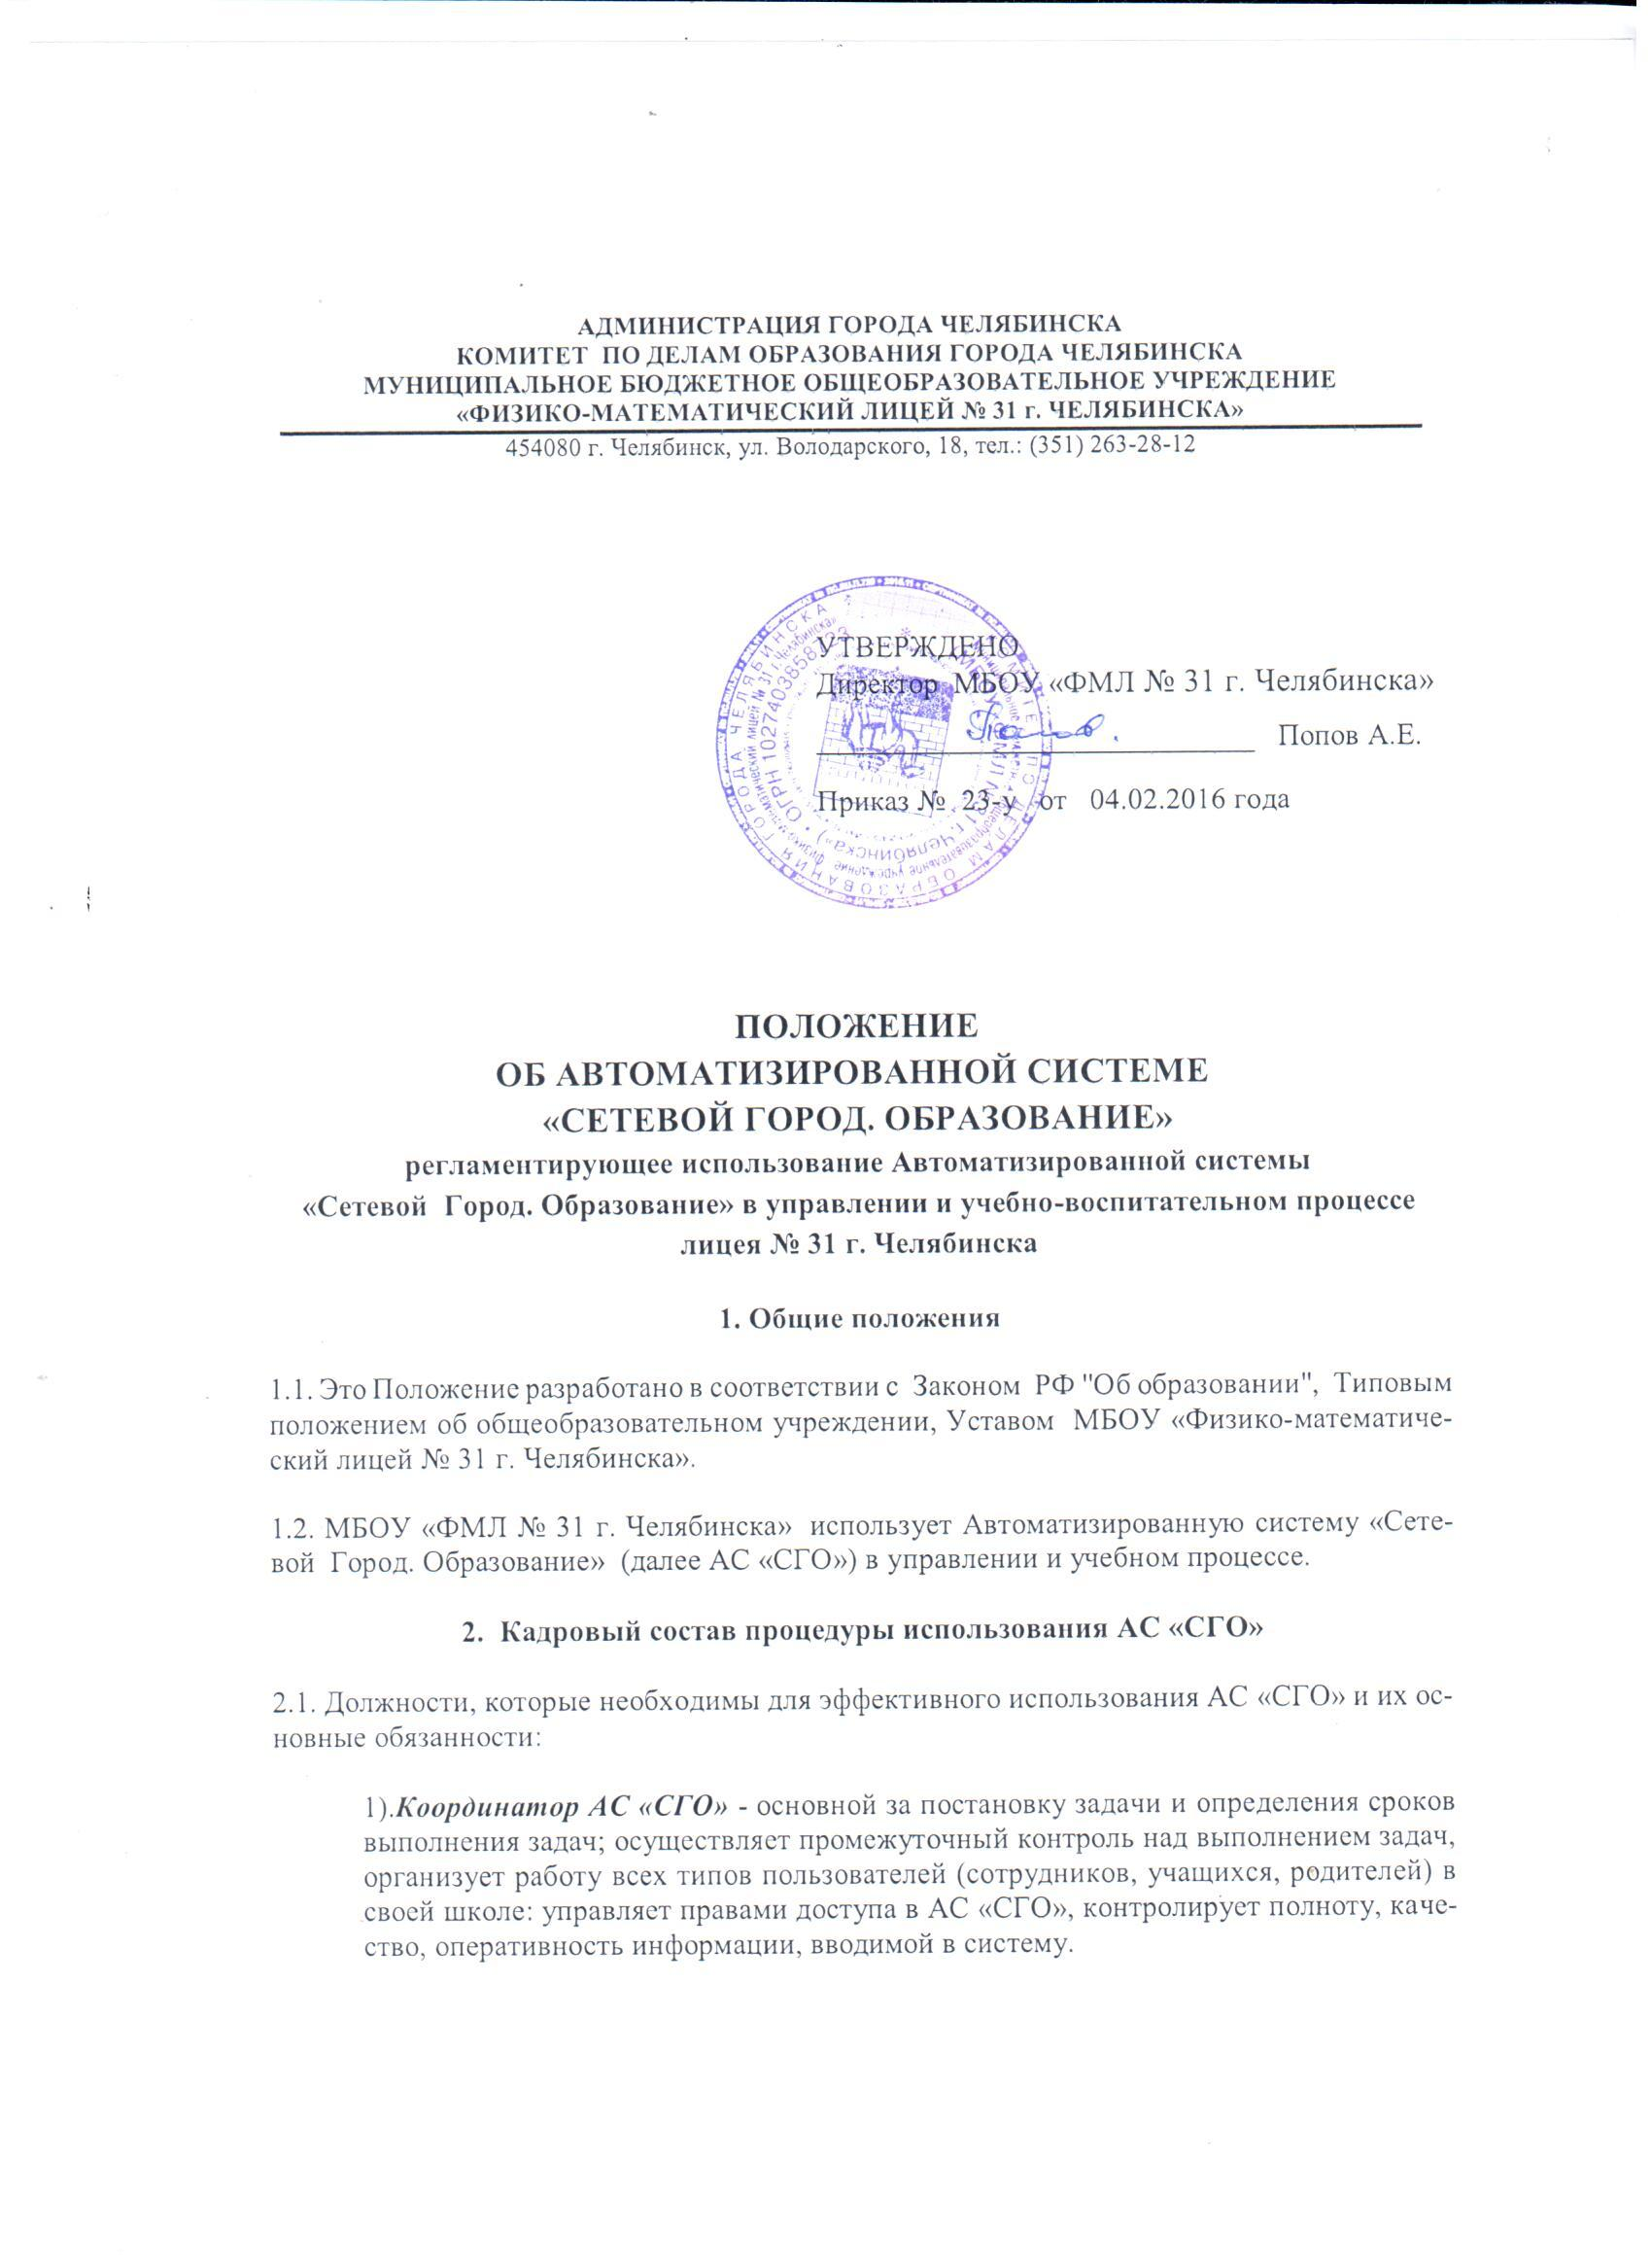 АДМИНИСТРАЦИЯ ГОРОДА ЧЕЛЯБИНСКА
КОМИТЕТ ПО ДЕЛАМ ОБРАЗОВАНИЯ ГОРОДА ЧЕЛЯБИНСКА
МУНИЦИПАЛЬНОЕ БЮДЖЕТНОЕ ОБЩЕОБРАЗОВАТЕЛЬНОЕ УЧРЕЖДЕНИЕ
«ФИЗИКО-МАТЕМАТИЧЕСКИЙ ЛИЦЕЙ № 31 г. ЧЕЛЯБИНСКА»
454080 г. Челябинск, ул. Володарского, 18, тел.: (351) 263-28-12
УТВЕРЖДЕНО
Директор МБОУ «ФМЛ № 31 г. Челябинска»
Попов А.Е.
Приказ № 23-у от 04.02.2016 года
ОГРН 1027403858123
ПОЛОЖЕНИЕ
ОБ АВТОМАТИЗИРОВАННОЙ СИСТЕМЕ
«СЕТЕВОЙ ГОРОД. ОБРАЗОВАНИЕ»
регламентирующее использование Автоматизированной системы
«Сетевой Город. Образование» в управлении и учебно-воспитательном процессе
лицея № 31 г. Челябинска
1. Общие положения
1.1. Это Положение разработано в соответствии с Законом РФ "Об образовании", Типовым
положением об общеобразовательном учреждении, Уставом МБОУ «Физико-математиче-
ский лицей № 31 г. Челябинска».
1.2. МБОУ «ФМЛ № 31 г. Челябинска» использует Автоматизированную систему «Сете-
вой Город. Образование» (далее АС «СГО») в управлении и учебном процессе.
2. Кадровый состав процедуры использования АС «СГО»
2.1. Должности, которые необходимы для эффективного использования АС «СГО» и их ос-
новные обязанности:
1).Координатор АС «СГО» - основной за постановку задачи и определения сроков
выполнения задач; осуществляет промежуточный контроль над выполнением задач,
организует работу всех типов пользователей (сотрудников, учащихся, родителей) в
своей школе: управляет правами доступа в АС «СГО», контролирует полноту, каче-
ство, оперативность информации, вводимой в систему.